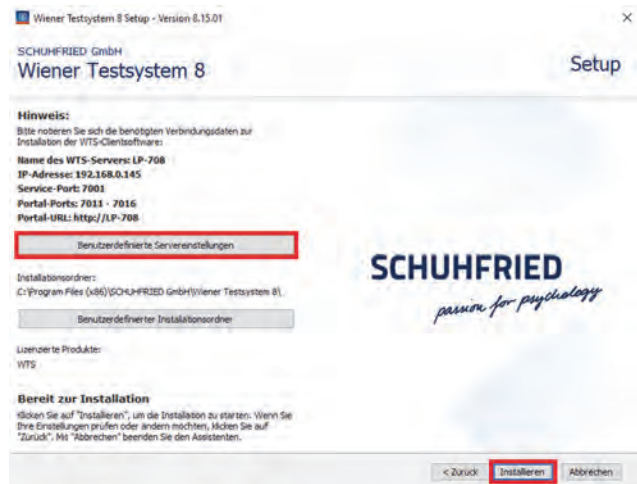 Wiener Testsystem 8 Setup - Version 8.15.01
SCHUHFRIED GmbH
Wiener Testsystem 8
Setup
Hinweis:
Bitte notieren Sie sich die benötigten Verbindungsdaten zur
Installation der WTS-Clientsoftware:
Name des WTS-Servers: LP-708
IP-Adresse: 192.168.0.145
Service-Port: 7001
Portal-Ports: 7011 - 7016
Portal-URL: http://LP-708
Benutzerdefinierte Servereinstellungen
Installationsordner:
C:\Program Files (x86)\SCHUHFRIED GmbH\Wiener Testsystem 8\
Benutzerdefinierter Installationsordner
Lizenzierte Produkte:
WTS
SCHUHFRIED
passion for psychology
Bereit zur Installation
Klicken Sie auf "Installieren", um die Installation zu starten. Wenn Sie
Ihre Einstellungen prüfen oder ändern möchten, klicken Sie auf
"Zurück". Mit "Abbrechen" beenden Sie den Assistenten.
< Zurück
Installieren
Abbrechen